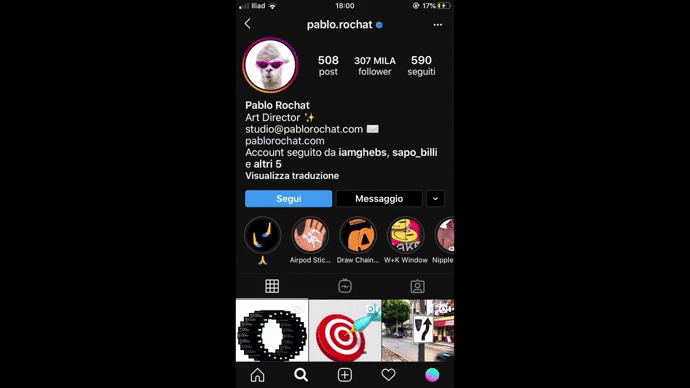 Iliad 18:00 17%
pablo.rochat
508 307 MILA 590
post follower seguiti
Pablo Rochat
Art Director ✨
studio@pablorochat.com ✉️
pablorochat.com
Account seguito da iamghebs, sapo_billi
e altri 5
Visualizza traduzione
Segui Messaggio
🙏 Airpod Stic... Draw Chain... W+K Window Nipple